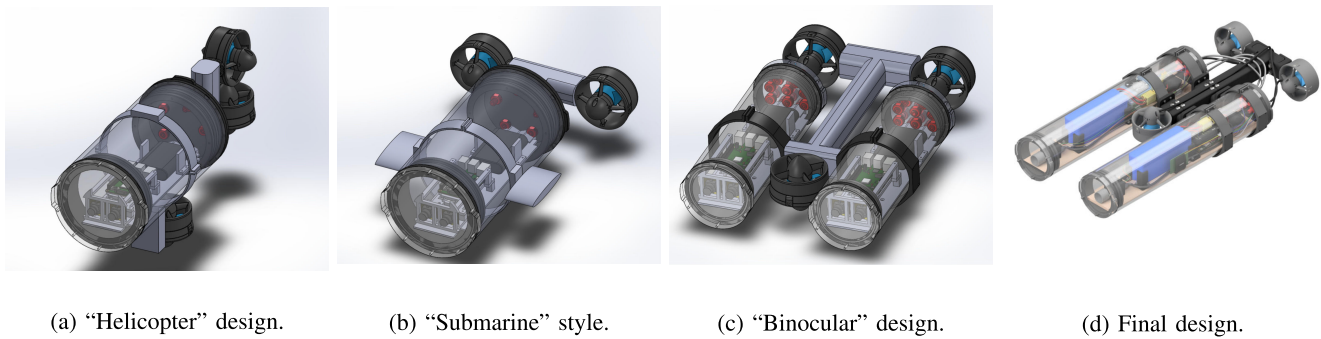 (a) “Helicopter” design.
(b) “Submarine” style.
(c) “Binocular” design.
(d) Final design.